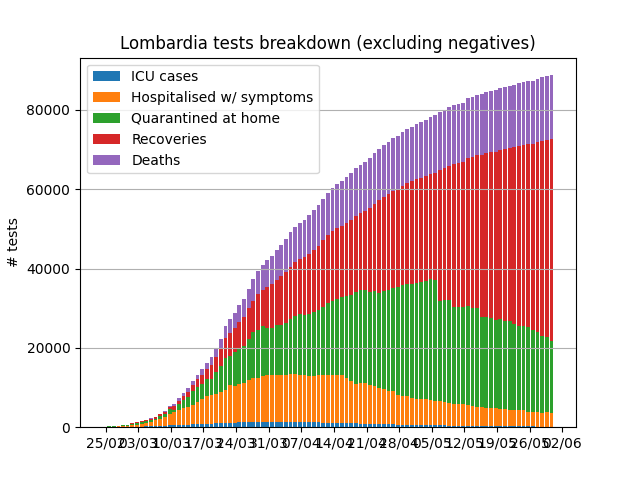 Lombardia tests breakdown (excluding negatives)
ICU cases
Hospitalised w/ symptoms
Quarantined at home
Recoveries
Deaths
# tests
80000
60000
40000
20000
0
25/02 03/03 10/03 17/03 24/03 31/03 07/04 14/04 21/04 28/04 05/05 12/05 19/05 26/05 02/06